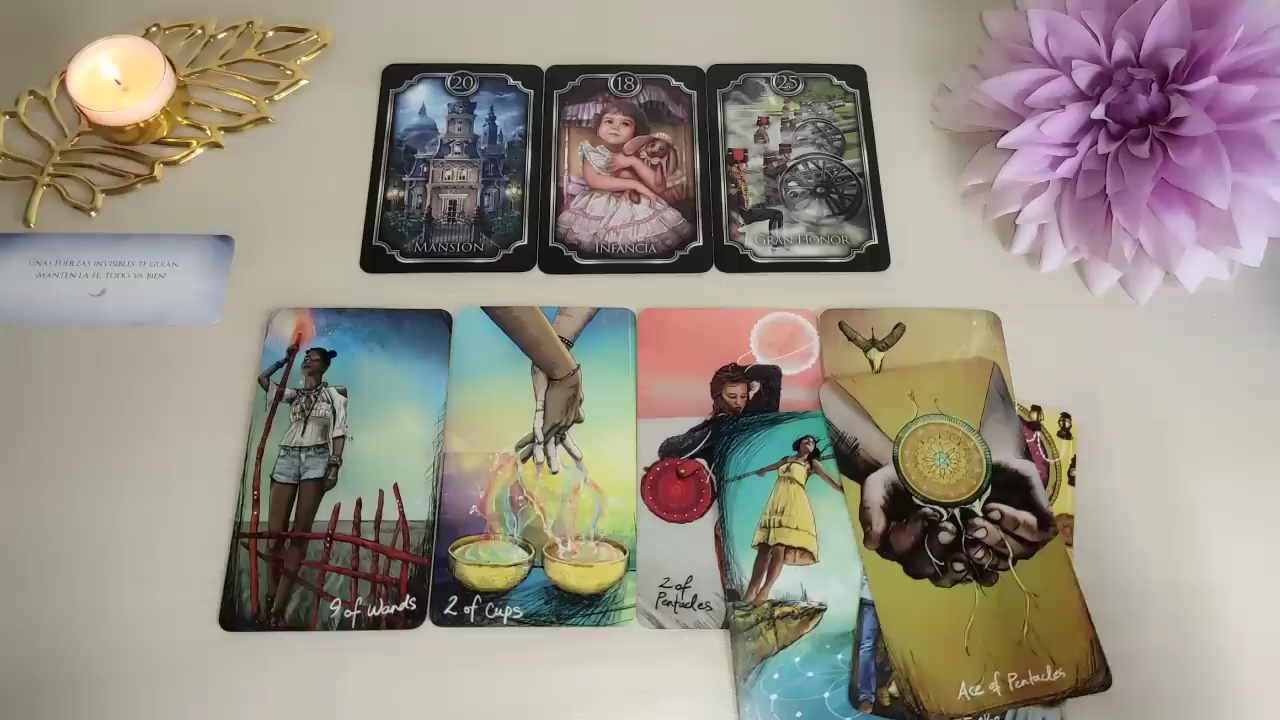 20
18
25
MANSIÓN
INFANCIA
GRAN HONOR
UNAS FUERZAS INVISIBLES TE GUIAN.
¡MANTEN LA FE, TODO VA BIEN!
9 of Wands
2 of Cups
2 of
Pentacles
Ace of Pentacles